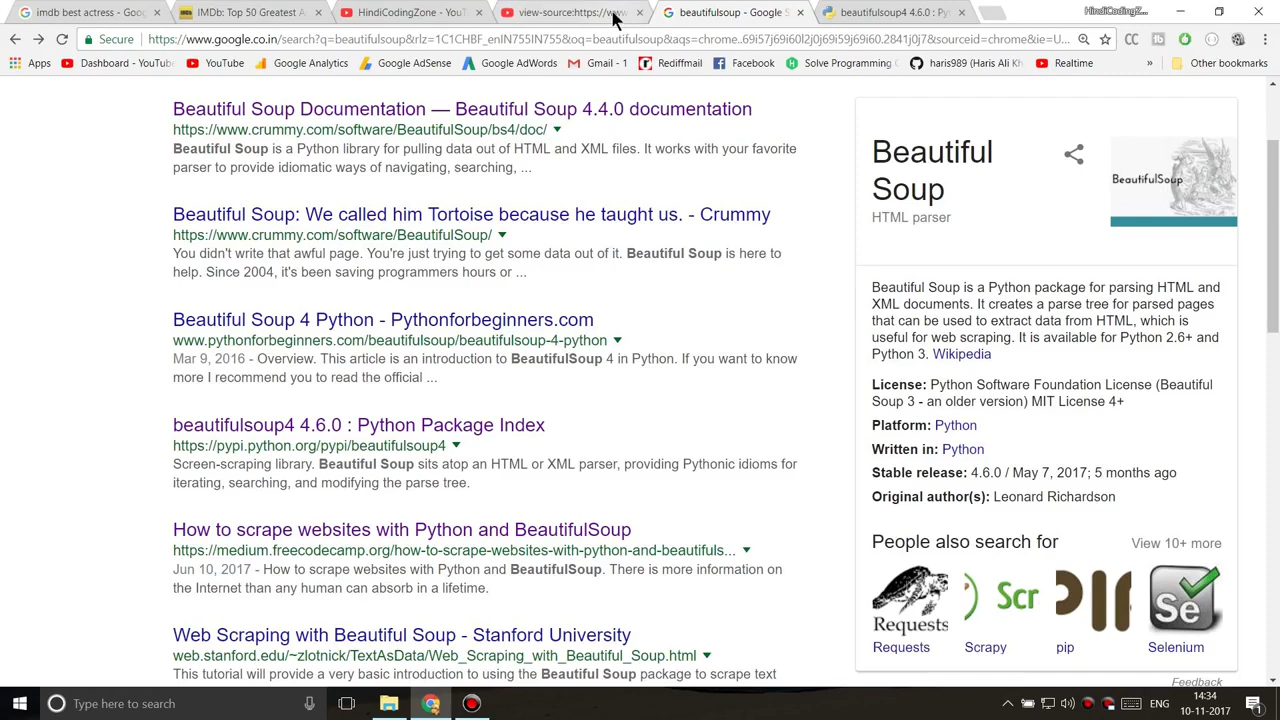 imdb best actress - Goog
IMDb: Top 50 Greatest A
HindiCodingZone - YouT
view-source:https://www
beautifulsoup - Google S
beautifulsoup4 4.6.0 : Pyt
HindiCodingZ...
Secure
https://www.google.co.in/search?q=beautifulsoup&rlz=1C1CHBF_enIN755IN755&oq=beautifulsoup&aqs=chrome..69i57j69i60l2j0j69i59j69i60.2841j0j7&sourceid=chrome&ie=U...
Apps Dashboard - YouTube YouTube Google Analytics Google AdSense Google AdWords Gmail - 1 Rediffmail Facebook Solve Programming haris989 (Haris Ali Kh Realtime » Other bookmarks
Beautiful Soup Documentation — Beautiful Soup 4.4.0 documentation
https://www.crummy.com/software/BeautifulSoup/bs4/doc/
Beautiful Soup is a Python library for pulling data out of HTML and XML files. It works with your favorite
parser to provide idiomatic ways of navigating, searching, ...
Beautiful Soup: We called him Tortoise because he taught us. - Crummy
https://www.crummy.com/software/BeautifulSoup/
You didn't write that awful page. You're just trying to get some data out of it. Beautiful Soup is here to
help. Since 2004, it's been saving programmers hours or ...
Beautiful Soup 4 Python - Pythonforbeginners.com
www.pythonforbeginners.com/beautifulsoup/beautifulsoup-4-python
Mar 9, 2016 - Overview. This article is an introduction to BeautifulSoup 4 in Python. If you want to know
more I recommend you to read the official ...
beautifulsoup4 4.6.0 : Python Package Index
https://pypi.python.org/pypi/beautifulsoup4
Screen-scraping library. Beautiful Soup sits atop an HTML or XML parser, providing Pythonic idioms for
iterating, searching, and modifying the parse tree.
How to scrape websites with Python and BeautifulSoup
https://medium.freecodecamp.org/how-to-scrape-websites-with-python-and-beautifuls...
Jun 10, 2017 - How to scrape websites with Python and BeautifulSoup. There is more information on
the Internet than any human can absorb in a lifetime.
Web Scraping with Beautiful Soup - Stanford University
web.stanford.edu/~zlotnick/TextAsData/Web_Scraping_with_Beautiful_Soup.html
This tutorial will provide a very basic introduction to using the Beautiful Soup package to scrape text
Beautiful
Soup
HTML parser
BeautifulSoup
Beautiful Soup is a Python package for parsing HTML and
XML documents. It creates a parse tree for parsed pages
that can be used to extract data from HTML, which is
useful for web scraping. It is available for Python 2.6+ and
Python 3. Wikipedia
License: Python Software Foundation License (Beautiful
Soup 3 - an older version) MIT License 4+
Platform: Python
Written in: Python
Stable release: 4.6.0 / May 7, 2017; 5 months ago
Original author(s): Leonard Richardson
People also search for
View 10+ more
Requests
Scr
Se
Requests
Scrapy
pip
Selenium
Feedback
Type here to search
ENG
14:34
10-11-2017
1